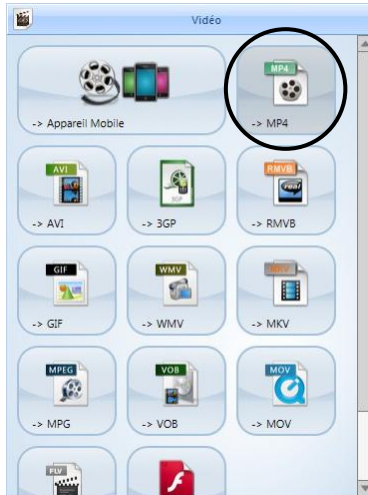 Vidéo
MP4
-> Appareil Mobile
-> MP4
AVI
3GP
RMVB
real
-> AVI
-> 3GP
-> RMVB
GIF
WMV
MKV
-> GIF
-> WMV
-> MKV
MPEG
VOB
MOV
-> MPG
-> VOB
-> MOV
FLV